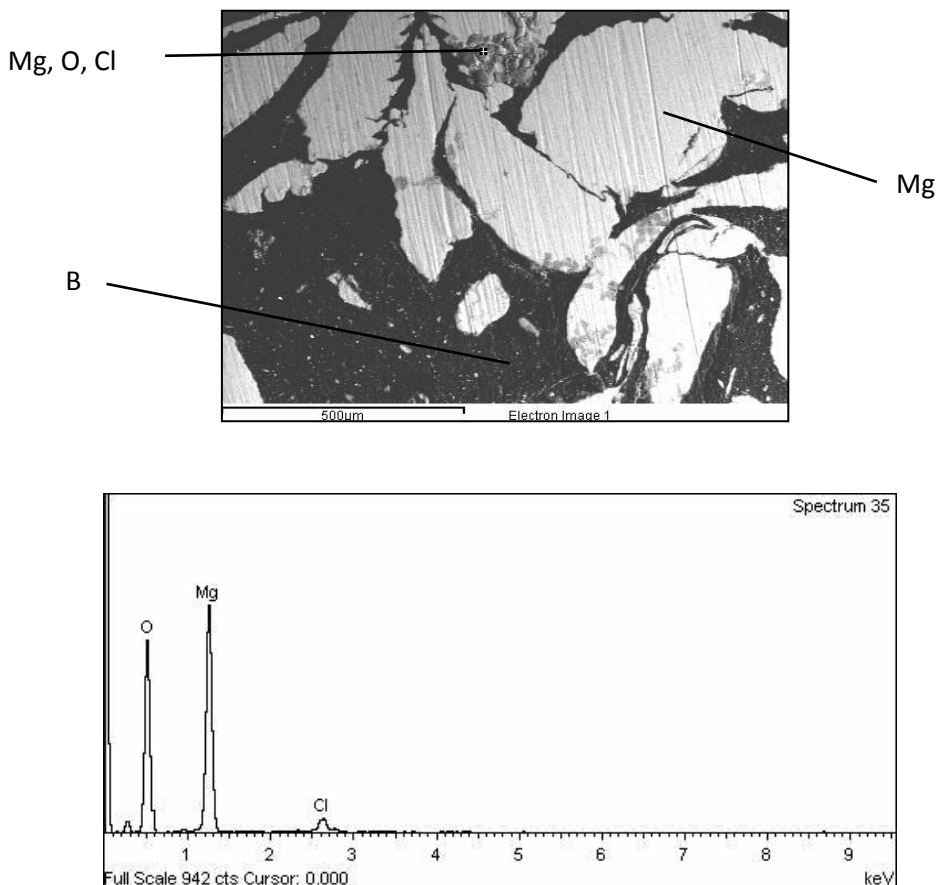 Mg, O, Cl
Mg
B
500µm
Electron Image 1
Spectrum 35
Mg
O
Cl
1 2 3 4 5 6 7 8 9
Full Scale 942 cts Cursor: 0.000
keV